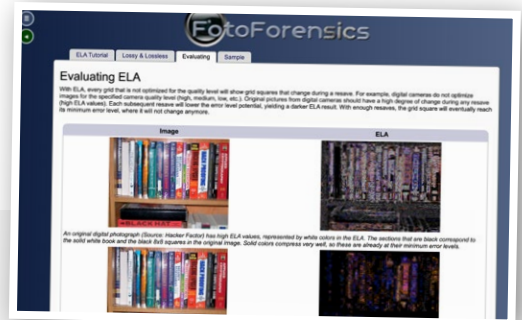 FotoForensics
ELA Tutorial
Lossy & Lossless
Evaluating
Sample
Evaluating ELA
With ELA, every grid that is not optimized for the quality level will show grid squares that change during a resave. For example, digital cameras do not optimize
images for the specified camera quality level (high, medium, low, etc.). Original pictures from digital cameras should have a high degree of change during any resave
(high ELA values). Each subsequent resave will lower the error level potential, yielding a darker ELA result. With enough resaves, the grid square will eventually reach
its minimum error level, where it will not change anymore.
Image
ELA
BLACK HAT
An original digital photograph (Source: Hacker Factor) has high ELA values, represented by white colors in the ELA. The sections that are black correspond to
the solid white book and the black 8x8 squares in the original image. Solid colors compress very well, so these are already at their minimum error levels.